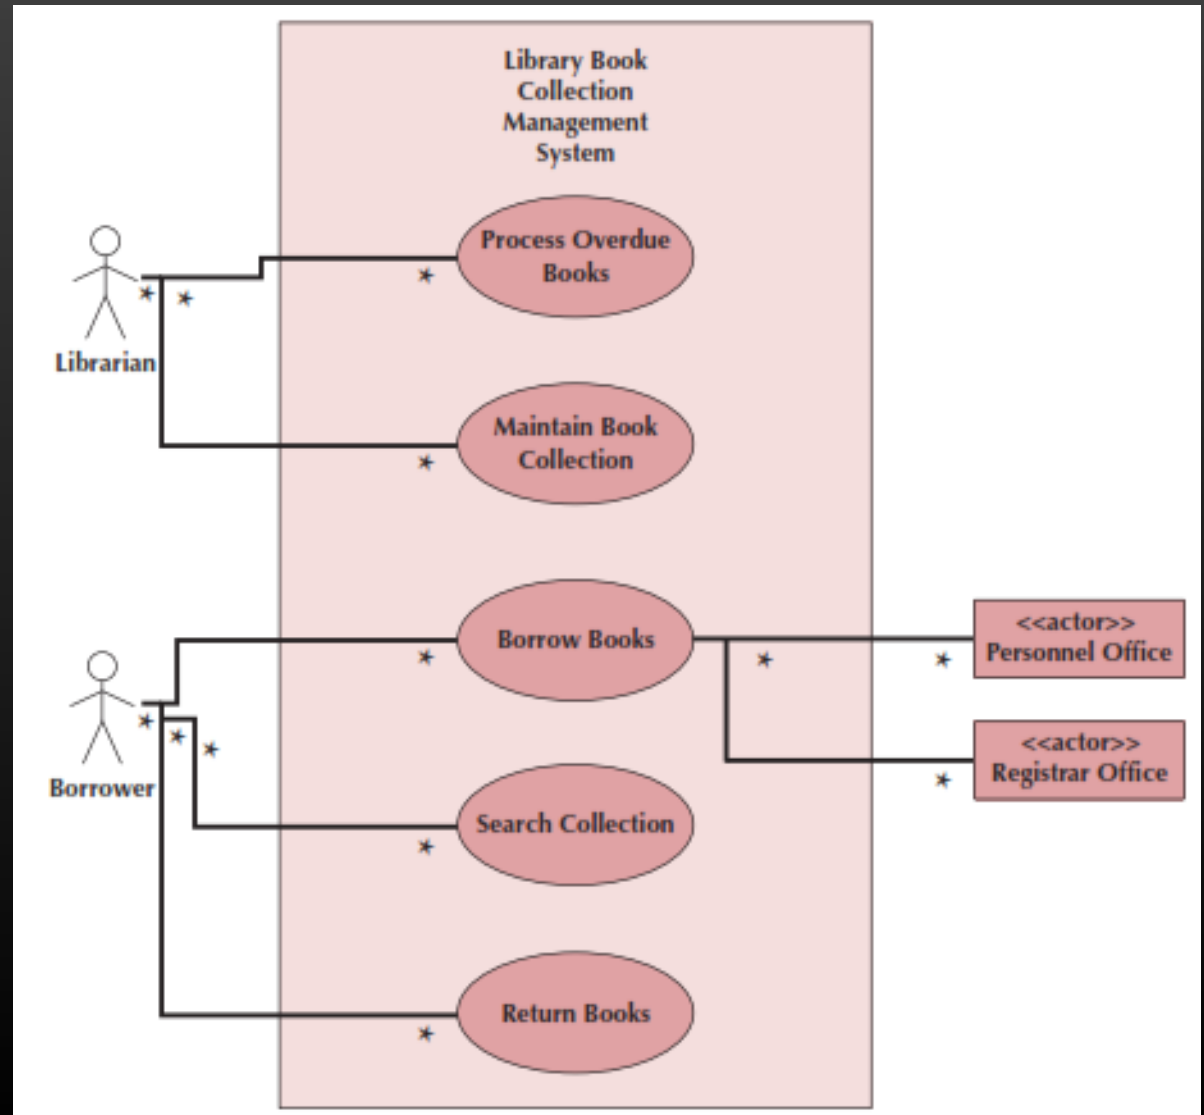 Library Book
Collection
Management
System
Process Overdue
Books
*
*
*
Librarian
Maintain Book
Collection
*
Borrow Books
*
*
*
<<actor>>
Personnel Office
*
*
*
Borrower
<<actor>>
Registrar Office
*
Search Collection
*
Return Books
*